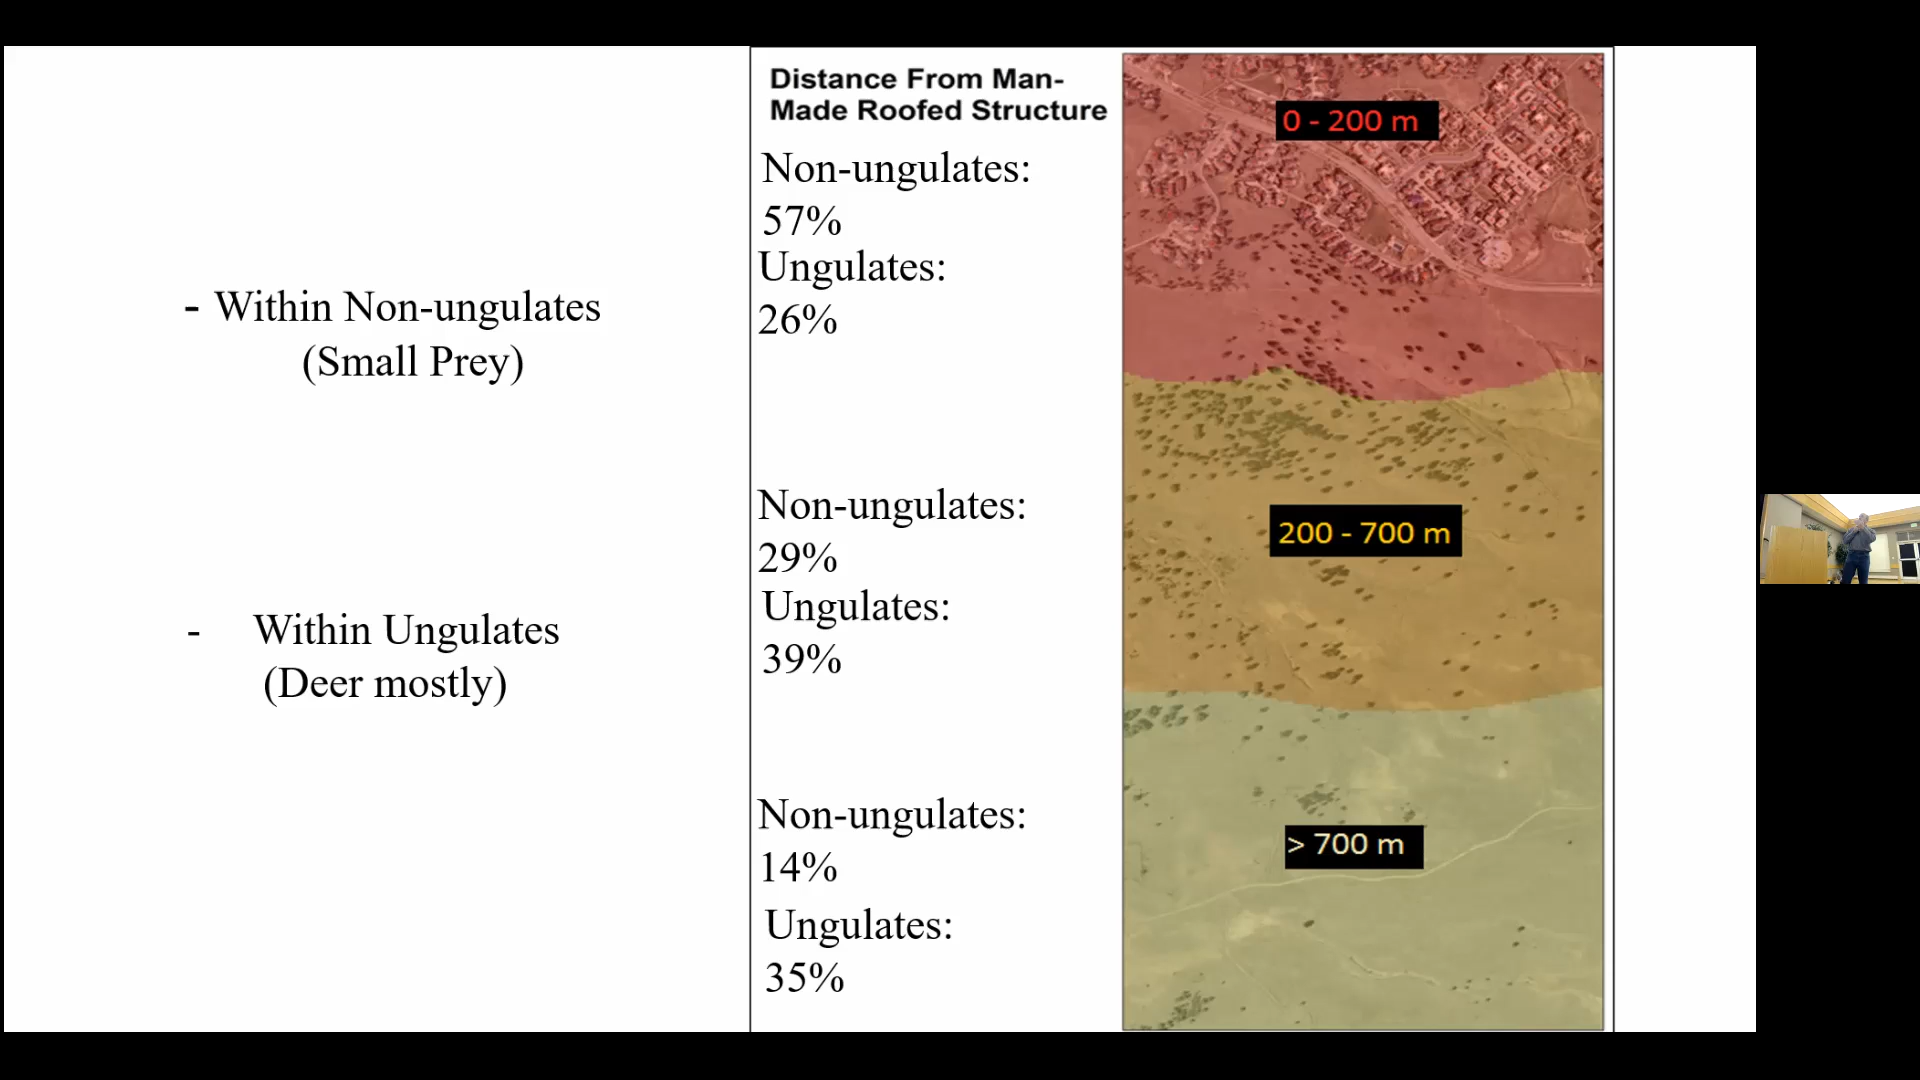 - Within Non-ungulates
(Small Prey)
- Within Ungulates
(Deer mostly)
Distance From Man-
Made Roofed Structure
Non-ungulates:
57%
Ungulates:
26%
Non-ungulates:
29%
Ungulates:
39%
Non-ungulates:
14%
Ungulates:
35%
0 - 200 m
200 - 700 m
> 700 m